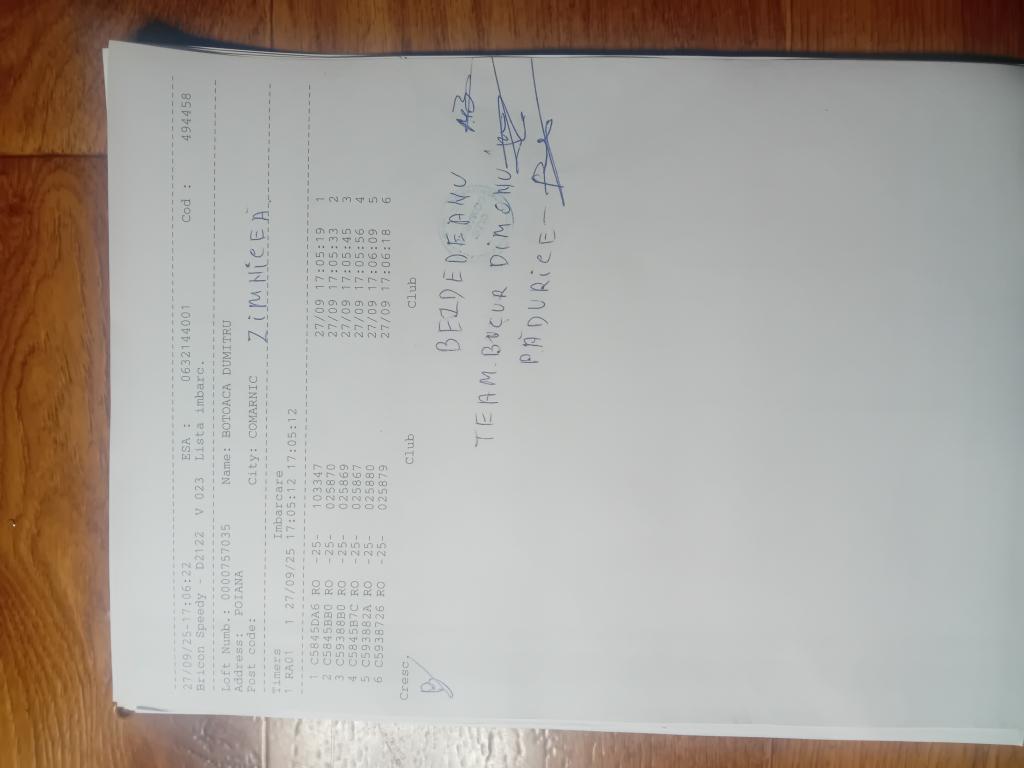 27/09/25-17:06:22 ESA : 0632144001 Cod : 494458
Bricon Speedy - D2122 V 023 Lista imbarc.
Loft Numb.: 0000757035 Name: BOTOACA DUMITRU
Address: POIANA
Post code: City: COMARNIC ZIMNICEA
Timers Imbarcare
1 RA01 1 27/09/25 17:05:12 17:05:12
1 C5845DA6 RO -25- 103347 27/09 17:05:19 1
2 C5845BB0 RO -25- 025870 27/09 17:05:33 2
3 C59388B0 RO -25- 025869 27/09 17:05:45 3
4 C5845B7C RO -25- 025867 27/09 17:05:56 4
5 C593882A RO -25- 025880 27/09 17:06:09 5
6 C5938726 RO -25- 025879 27/09 17:06:18 6
Cresc. Club Club
BEZDEDEANU
TEAM.BUCUR DIMONU
PĂDURICE -